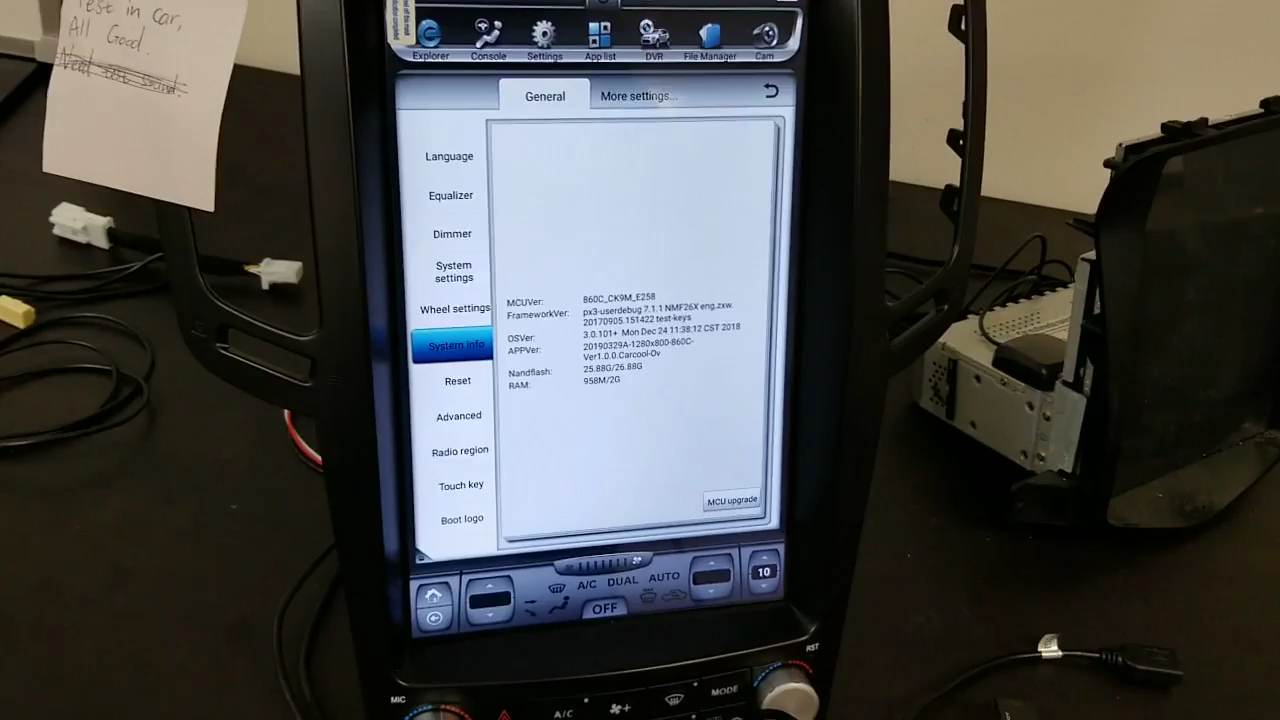 Test in car,
All Good.
Need test sound.
Explorer
Console
Settings
App list
DVR
File Manager
Cam
General
More settings...
Language
Equalizer
Dimmer
System
settings
Wheel settings
System info
Reset
Advanced
Radio region
Touch key
Boot logo
MCUVer: 860C_CK9M_E258
FrameworkVer: px3-userdebug 7.1.1 NMF26X eng.zxw.
20170905.151422 test-keys
OSVer: 3.0.101+ Mon Dec 24 11:38:12 CST 2018
APPVer: 20190329A-1280x800-860C-
Ver1.0.0.Carcool-Ov
Nandflash: 25.88G/26.88G
RAM: 958M/2G
MCU upgrade
A/C
DUAL
AUTO
OFF
10
MAX
RST
MIC
A/C
MODE